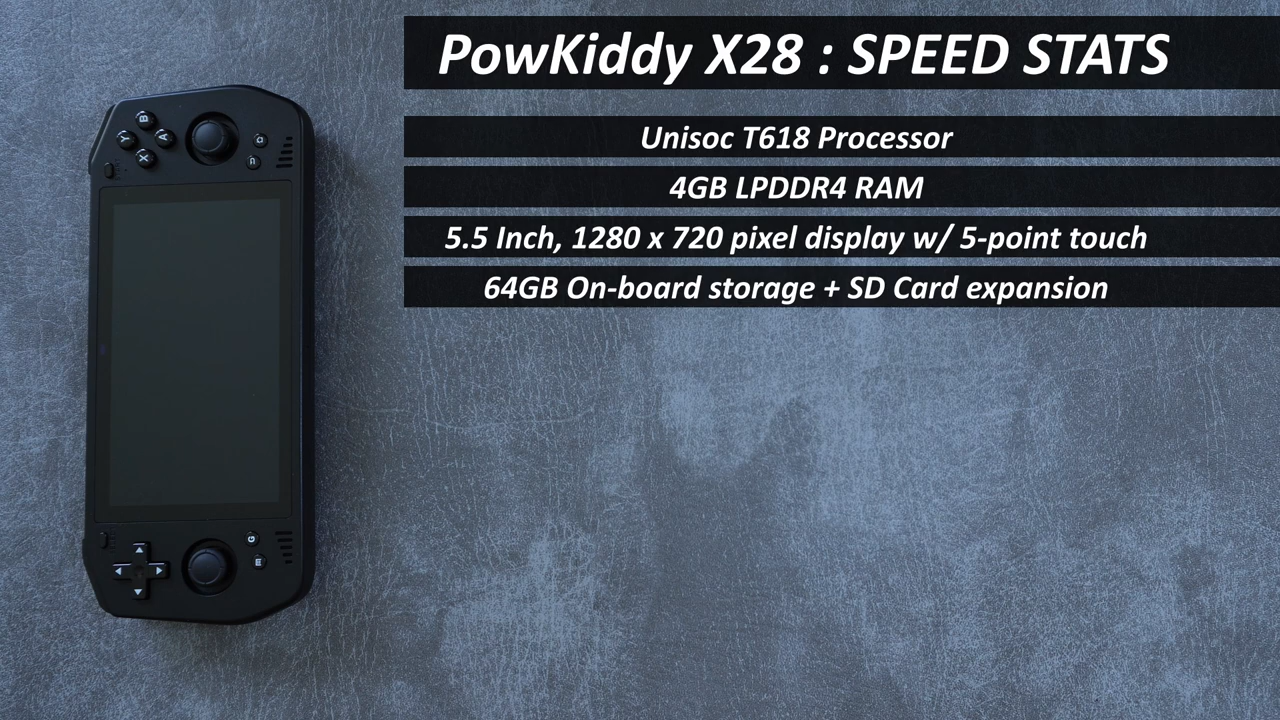 PowKiddy X28 : SPEED STATS
Unisoc T618 Processor
4GB LPDDR4 RAM
5.5 Inch, 1280 x 720 pixel display w/ 5-point touch
64GB On-board storage + SD Card expansion
B
Y
A
X